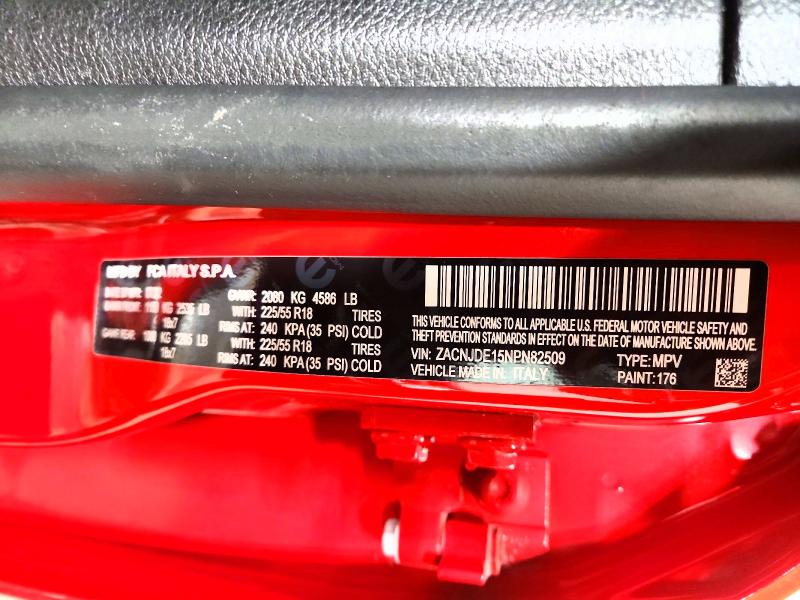 MFD BY FCA ITALY S.P.A.
GVWR: 2080 KG 4586 LB
WITH: 225/55 R18 TIRES
RIMS AT: 240 KPA (35 PSI) COLD
18x7
WITH: 225/55 R18 TIRES
RIMS AT: 240 KPA (35 PSI) COLD
THIS VEHICLE CONFORMS TO ALL APPLICABLE U.S. FEDERAL MOTOR VEHICLE SAFETY AND
THEFT PREVENTION STANDARDS IN EFFECT ON THE DATE OF MANUFACTURE SHOWN ABOVE.
VIN: ZACNJDE15NPN82509 TYPE: MPV
VEHICLE MADE IN: ITALY PAINT: 176